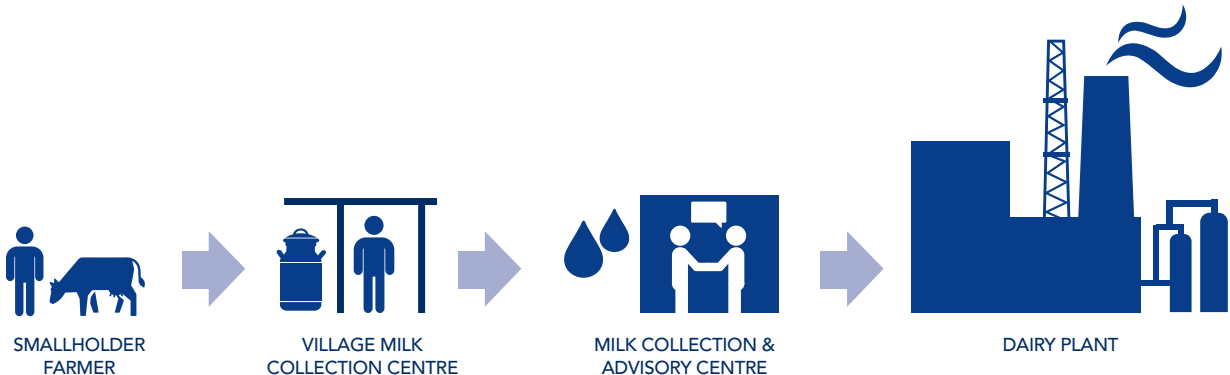 SMALLHOLDER
FARMER
VILLAGE MILK
COLLECTION CENTRE
MILK COLLECTION &
ADVISORY CENTRE
DAIRY PLANT